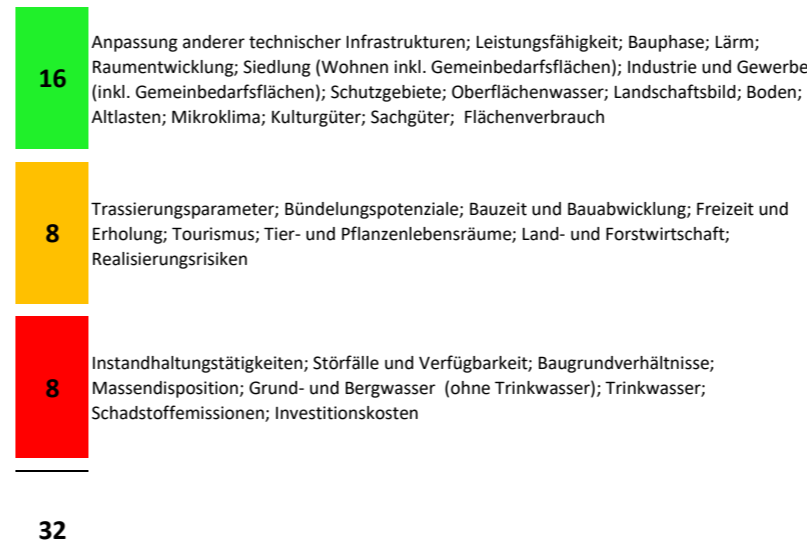 16
Anpassung anderer technischer Infrastrukturen; Leistungsfähigkeit; Bauphase; Lärm;
Raumentwicklung; Siedlung (Wohnen inkl. Gemeinbedarfsflächen); Industrie und Gewerbe
(inkl. Gemeinbedarfsflächen); Schutzgebiete; Oberflächenwasser; Landschaftsbild; Boden;
Altlasten; Mikroklima; Kulturgüter; Sachgüter;  Flächenverbrauch
8
Trassierungsparameter; Bündelungspotenziale; Bauzeit und Bauabwicklung; Freizeit und
Erholung; Tourismus; Tier- und Pflanzenlebensräume; Land- und Forstwirtschaft;
Realisierungsrisiken
8
Instandhaltungstätigkeiten; Störfälle und Verfügbarkeit; Baugrundverhältnisse;
Massendisposition; Grund- und Bergwasser  (ohne Trinkwasser); Trinkwasser;
Schadstoffemissionen; Investitionskosten
32